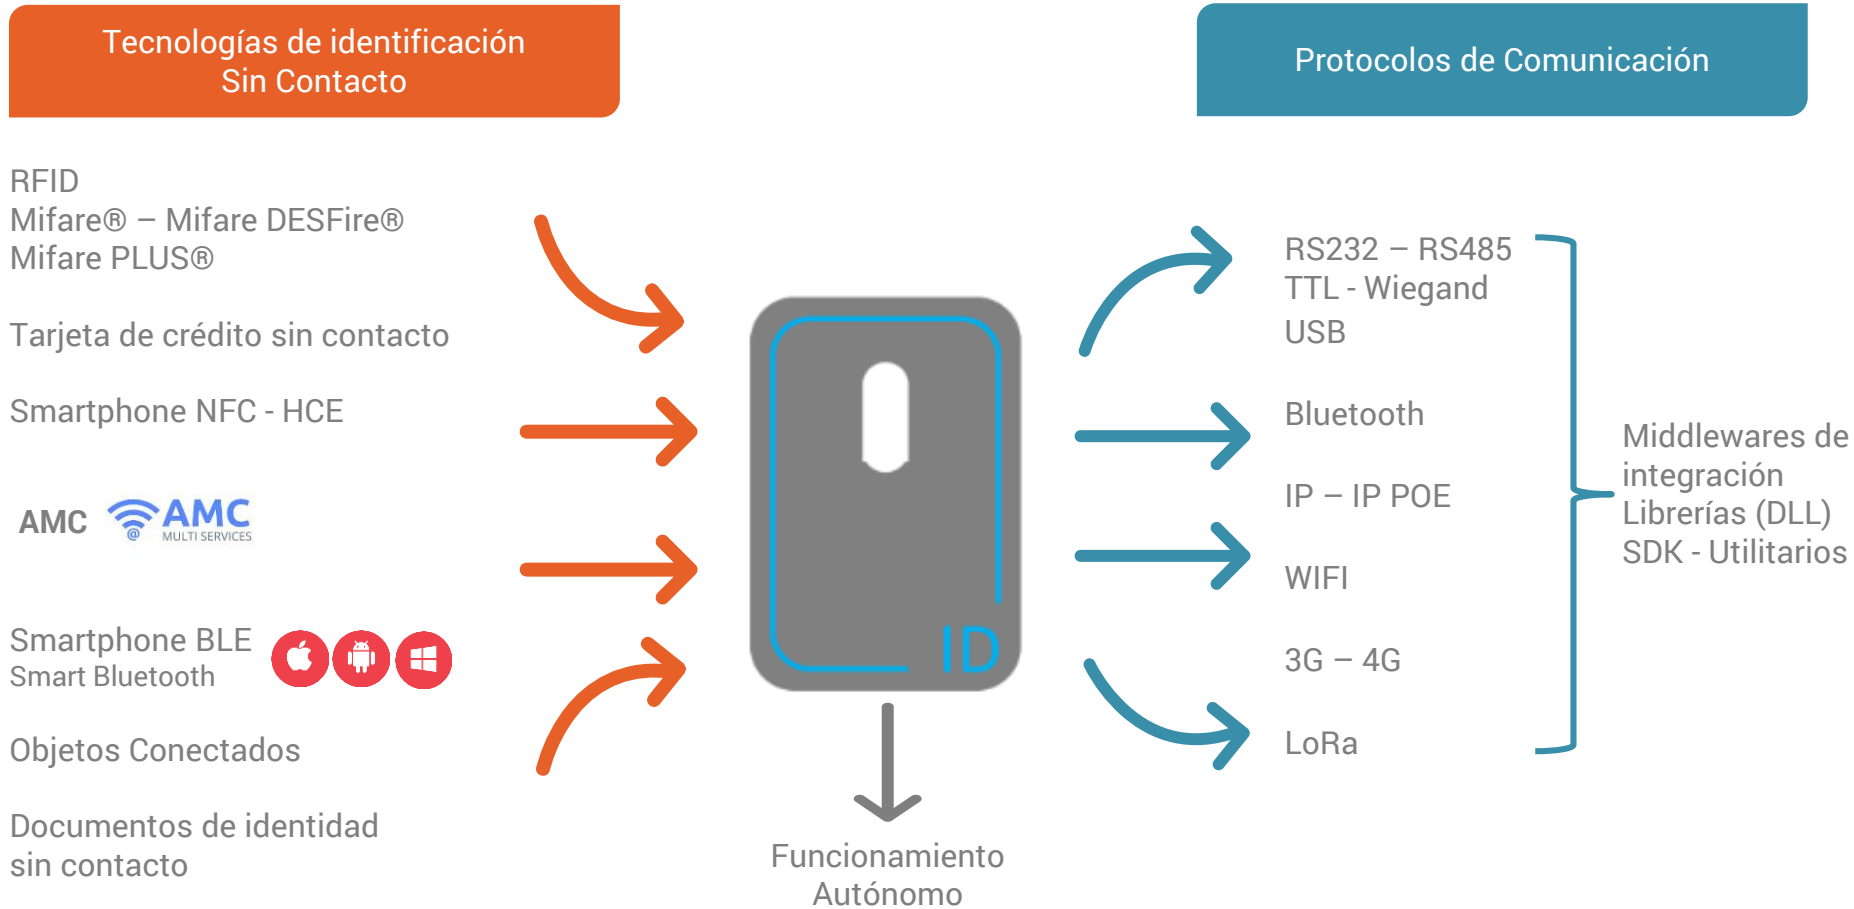 Tecnologías de identificación
Sin Contacto
RFID
Mifare® – Mifare DESFire®
Mifare PLUS®
Tarjeta de crédito sin contacto
Smartphone NFC - HCE
AMC
@
AMC
MULTI SERVICES
Smartphone BLE
Smart Bluetooth
Objetos Conectados
Documentos de identidad
sin contacto
ID
Funcionamiento
Autónomo
Protocolos de Comunicación
RS232 – RS485
TTL - Wiegand
USB
Bluetooth
IP – IP POE
WIFI
3G – 4G
LoRa
Middlewares de
integración
Librerías (DLL)
SDK - Utilitarios